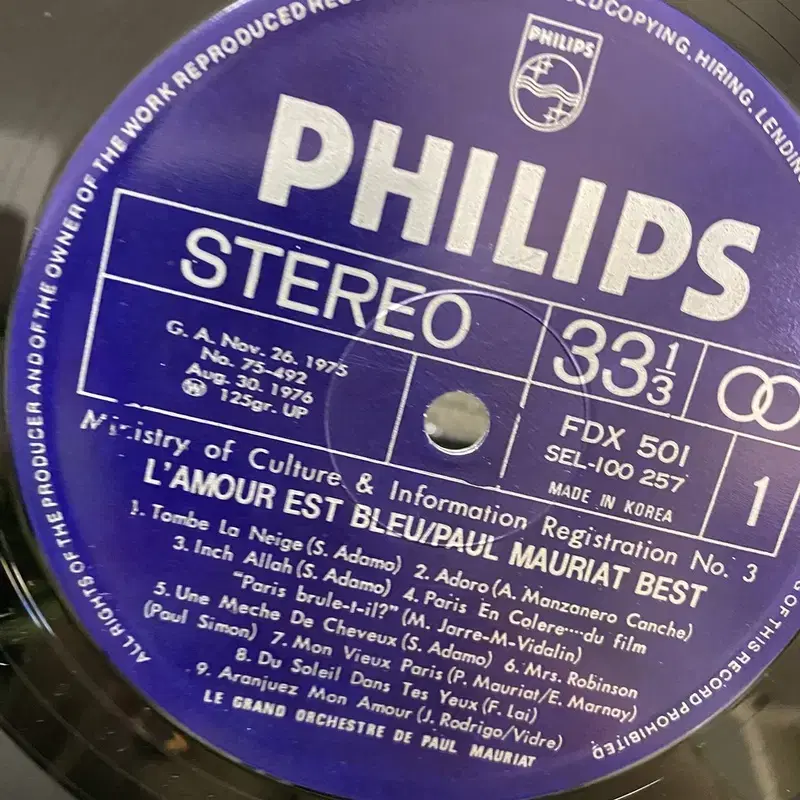 PHILIPS
PHILIPS
STEREO
33 1/3
G. A. Nov. 26. 1975
No. 75-492
Aug. 30. 1976
Ⓦ 125gr. UP
FDX 501
SEL-100 257
MADE IN KOREA
1
Ministry of Culture & Information Registration No. 3
L'AMOUR EST BLEU/PAUL MAURIAT BEST
1. Tombe La Neige (S. Adamo) 2. Adoro (A. Manzanero Canche)
3. Inch Allah (S. Adamo) 4. Paris En Colere····du film
"Paris brule-t-il?" (M. Jarre-M-Vidalin)
5. Une Meche De Cheveux (S. Adamo) 6. Mrs. Robinson
(Paul Simon) 7. Mon Vieux Paris (P. Mauriat/E. Marnay)
8. Du Soleil Dans Tes Yeux (F. Lai)
9. Aranjuez Mon Amour (J. Rodrigo/Vidre)
LE GRAND ORCHESTRE DE PAUL MAURIAT
ALL RIGHTS OF THE PRODUCER AND OF THE OWNER OF THE WORK REPRODUCED
COPYING, HIRING, LENDING
OF THIS RECORD PROHIBITED